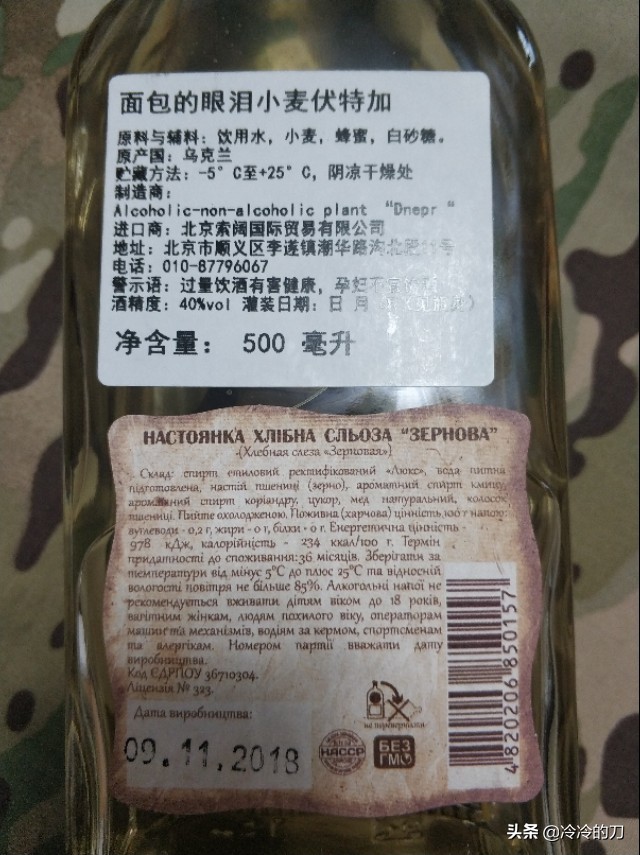 面包的眼泪小麦伏特加
原料与辅料：饮用水，小麦，蜂蜜，白砂糖。
原产国：乌克兰
贮藏方法：-5° C至+25° C，阴凉干燥处
制造商：
Alcoholic-non-alcoholic plant “Dnepr “
进口商：北京索阔国际贸易有限公司
地址：北京市顺义区李遂镇潮华路沟北段
电话：010-87796067
警示语：过量饮酒有害健康，孕妇
酒精度：40%vol 灌装日期：日 月
净含量： 500 毫升
НАСТОЯНКА ХЛІБНА СЛЬОЗА “ЗЕРНОВА”
(Хлебная слеза «Зерновая»)
Склад: спирт етиловий ректифікований «Люкс», вода питна
підготовлена, настій пшениці (зерно), ароматний спирт кмину,
ароматний спирт коріандру, цукор, мед натуральний, колосок
пшениці. Пийте охолодженою. Поживна (харчова) цінність, 100 г напою:
вуглеводи - 0,2 г, жири - 0 г, білки - 0 г. Енергетична цінність -
978 кДж, калорійність - 234 ккал/100 г. Термін
придатності до споживання: 36 місяців. Зберігати за
температури від мінус 5°С до плюс 25°С та відносній
вологості повітря не більше 85%. Алкогольні напої не
рекомендується вживати дітям віком до 18 років,
вагітним жінкам, людям похилого віку, операторам
машин та механізмів, водіям за кермом, спортсменам
та алергікам. Номером партії вважати дату
виробництва.
Код ЄДРПОУ 36710304.
Ліцензія № 323.
Дата виробництва:
09.11.2018
не перевертати
HACCP
БЕЗ
ГМО
4 820206 850157
头条 @冷冷的刀